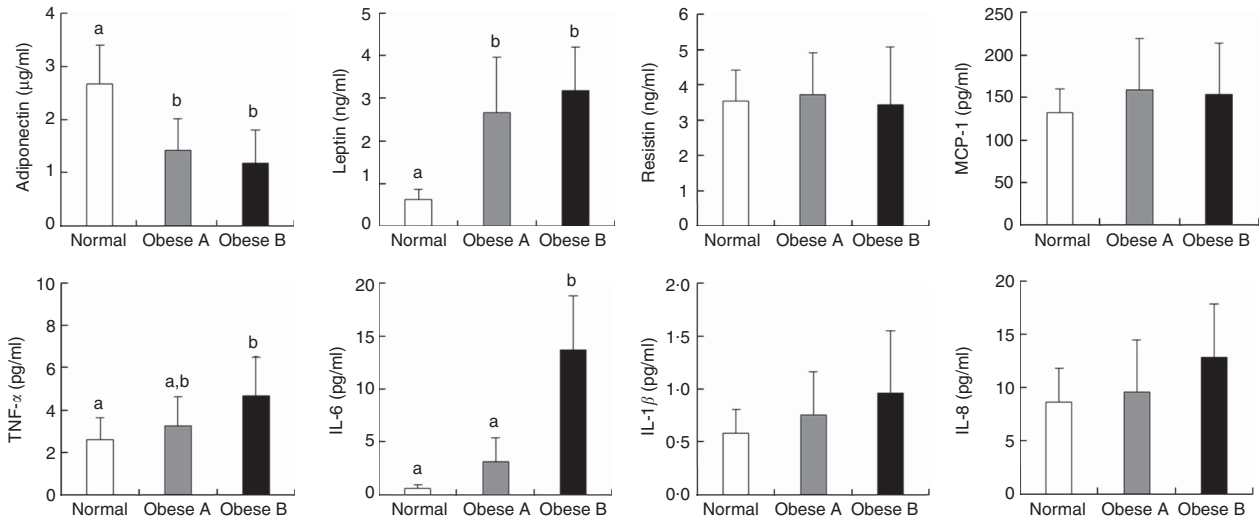 Adiponectin (µg/ml)
4
3
2
1
0
a
b
b
Normal Obese A Obese B
Leptin (ng/ml)
5
4
3
2
1
0
a
b
b
Normal Obese A Obese B
Resistin (ng/ml)
6
5
4
3
2
1
0
Normal Obese A Obese B
MCP-1 (pg/ml)
250
200
150
100
50
0
Normal Obese A Obese B
TNF-α (pg/ml)
10
8
6
4
2
0
a
a,b
b
Normal Obese A Obese B
IL-6 (pg/ml)
20
15
10
5
0
a
a
b
Normal Obese A Obese B
IL-1β (pg/ml)
2·0
1·5
1·0
0·5
0·0
Normal Obese A Obese B
IL-8 (pg/ml)
20
15
10
5
0
Normal Obese A Obese B